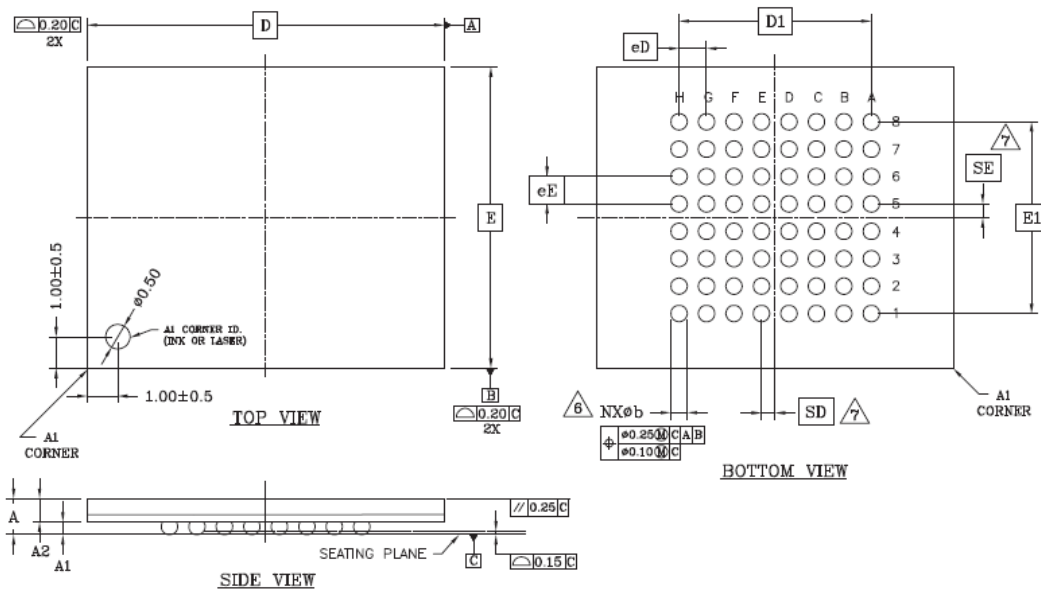 ⌓ 0.20 C
2X
D
A
E
1.00±0.5
ø0.50
A1 CORNER ID.
(INK OR LASER)
1.00±0.5
B
⌓ 0.20 C
2X
TOP VIEW
A1
CORNER
D1
eD
H G F E D C B A
8
7
6
5
4
3
2
1
7
SE
eE
E1
6 NXøb
⌖ ø0.25Ⓜ C A B
ø0.10Ⓜ C
SD 7
A1
CORNER
BOTTOM VIEW
A
A2
A1
// 0.25 C
SEATING PLANE
C
⌓ 0.15 C
SIDE VIEW